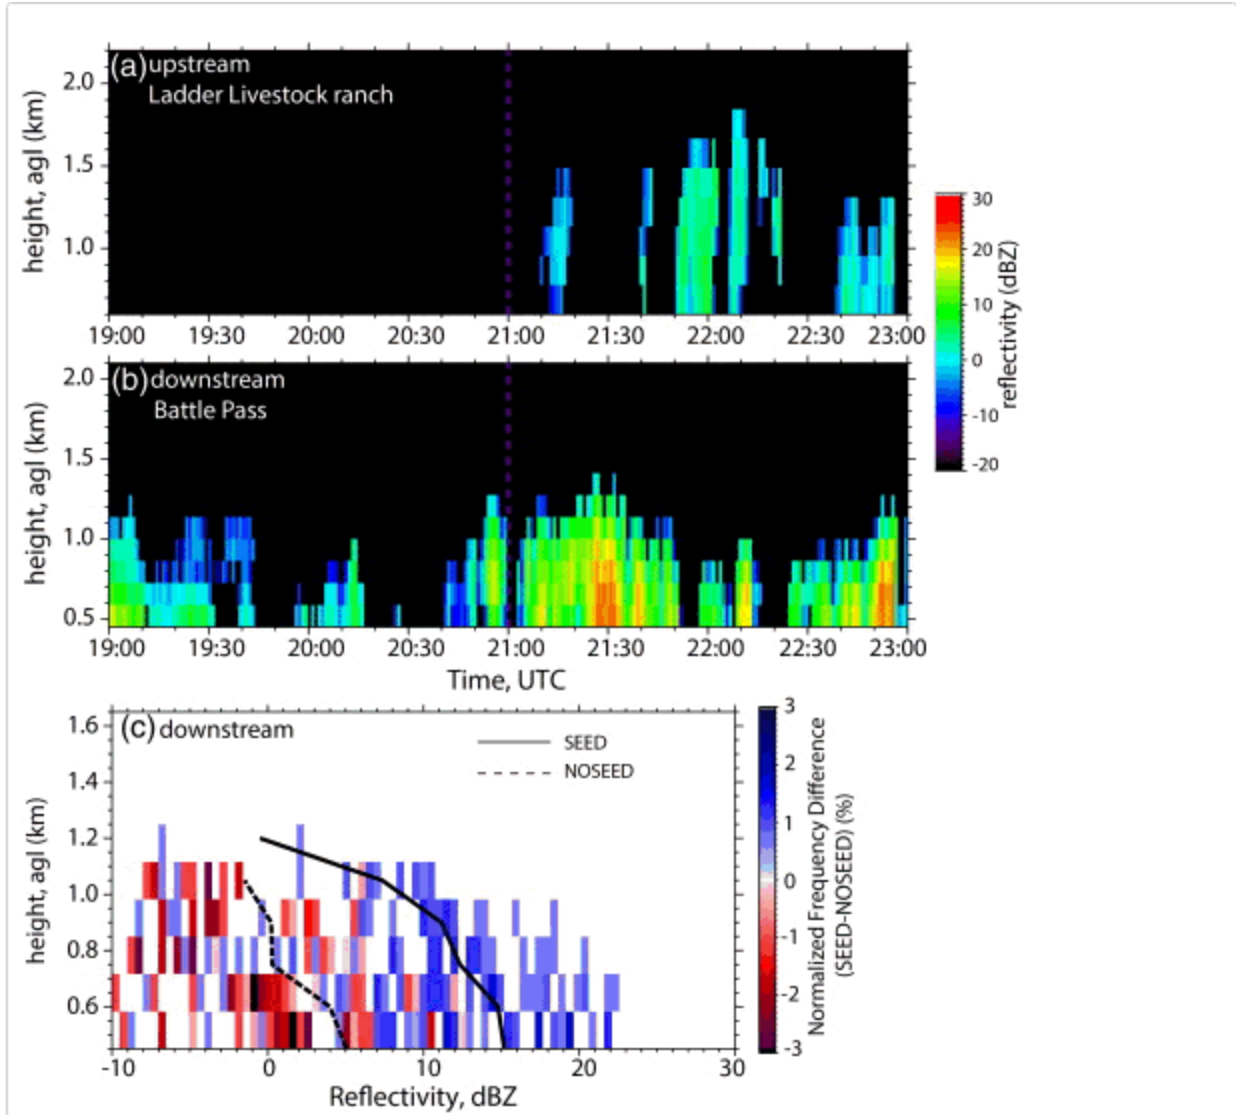 (a) upstream
Ladder Livestock ranch
height, agl (km)
2.0
1.5
1.0
19:00 19:30 20:00 20:30 21:00 21:30 22:00 22:30 23:00
30
20
10
0
-10
-20
reflectivity (dBZ)
(b) downstream
Battle Pass
height, agl (km)
2.0
1.5
1.0
0.5
19:00 19:30 20:00 20:30 21:00 21:30 22:00 22:30 23:00
Time, UTC
(c) downstream
SEED
NOSEED
height, agl (km)
1.6
1.4
1.2
1.0
0.8
0.6
-10 0 10 20 30
Reflectivity, dBZ
3
2
1
0
-1
-2
-3
Normalized Frequency Difference
(SEED-NOSEED) (%)